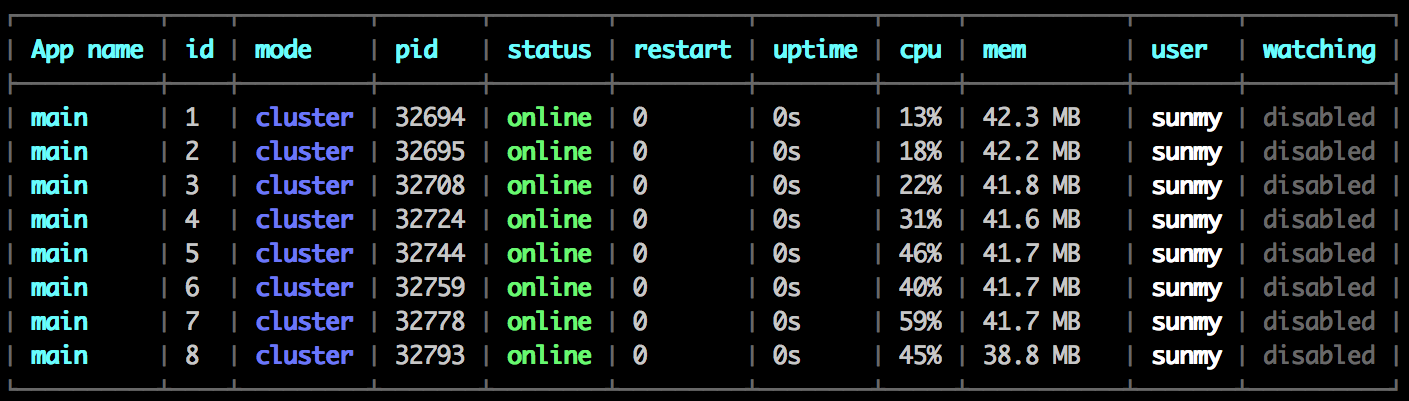 App name | id | mode | pid | status | restart | uptime | cpu | mem | user | watching
main | 1 | cluster | 32694 | online | 0 | 0s | 13% | 42.3 MB | sunmy | disabled
main | 2 | cluster | 32695 | online | 0 | 0s | 18% | 42.2 MB | sunmy | disabled
main | 3 | cluster | 32708 | online | 0 | 0s | 22% | 41.8 MB | sunmy | disabled
main | 4 | cluster | 32724 | online | 0 | 0s | 31% | 41.6 MB | sunmy | disabled
main | 5 | cluster | 32744 | online | 0 | 0s | 46% | 41.7 MB | sunmy | disabled
main | 6 | cluster | 32759 | online | 0 | 0s | 40% | 41.7 MB | sunmy | disabled
main | 7 | cluster | 32778 | online | 0 | 0s | 59% | 41.7 MB | sunmy | disabled
main | 8 | cluster | 32793 | online | 0 | 0s | 45% | 38.8 MB | sunmy | disabled